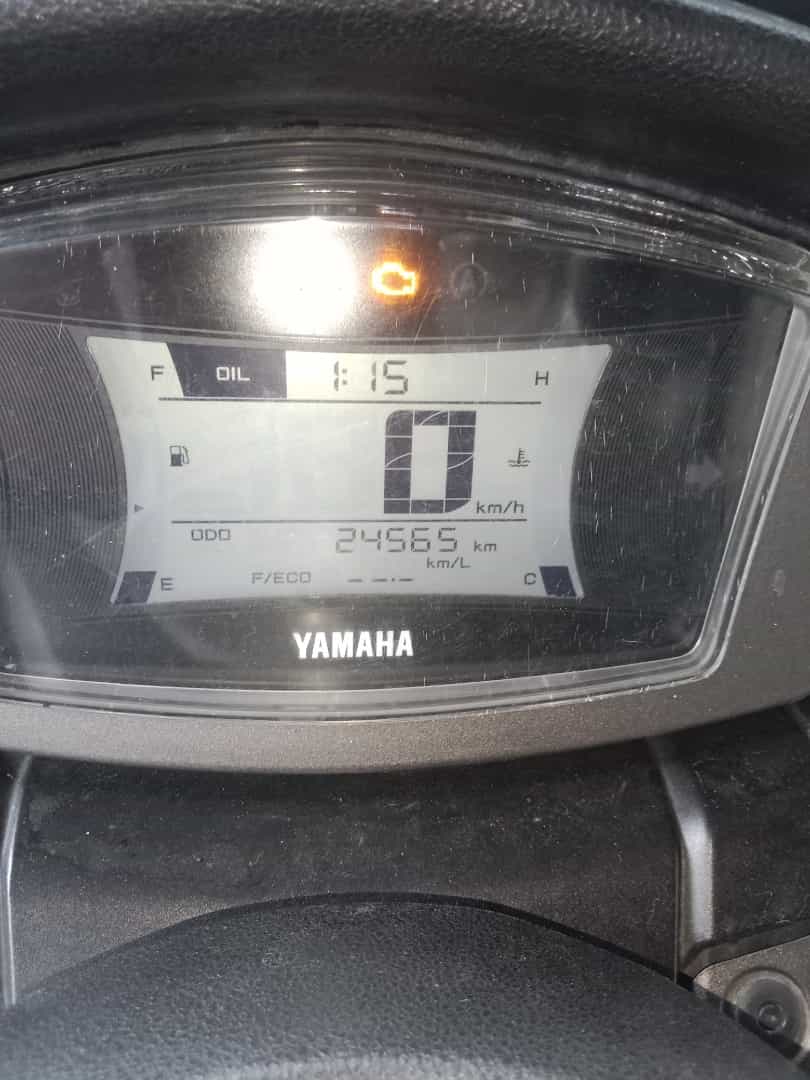 F OIL 1:15 H
0 km/h
ODO 24565 km
km/L
E F/ECO --.- C
YAMAHA